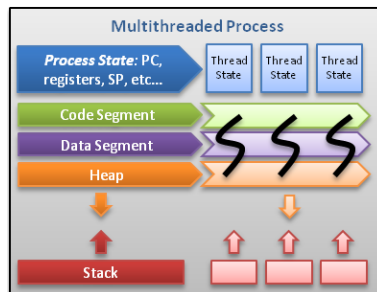 Multithreaded Process
Process State: PC,
registers, SP, etc...
Thread
State
Thread
State
Thread
State
Code Segment
Data Segment
Heap
Stack